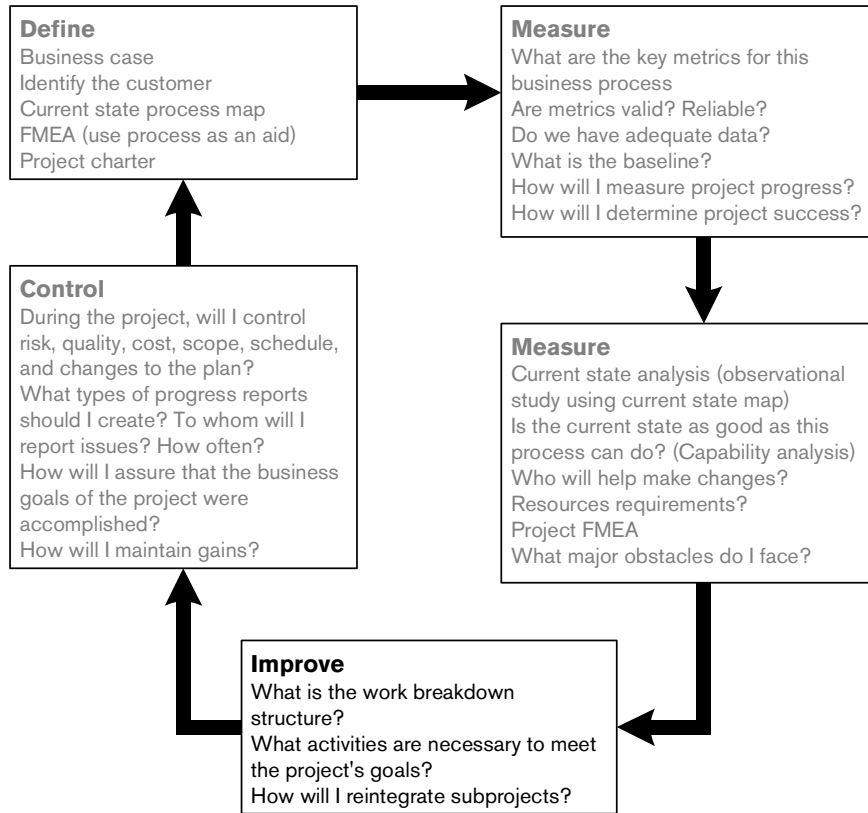 Define
Business case
Identify the customer
Current state process map
FMEA (use process as an aid)
Project charter
Measure
What are the key metrics for this
business process
Are metrics valid? Reliable?
Do we have adequate data?
What is the baseline?
How will I measure project progress?
How will I determine project success?
Measure
Current state analysis (observational
study using current state map)
Is the current state as good as this
process can do? (Capability analysis)
Who will help make changes?
Resources requirements?
Project FMEA
What major obstacles do I face?
Improve
What is the work breakdown
structure?
What activities are necessary to meet
the project's goals?
How will I reintegrate subprojects?
Control
During the project, will I control
risk, quality, cost, scope, schedule,
and changes to the plan?
What types of progress reports
should I create? To whom will I
report issues? How often?
How will I assure that the business
goals of the project were
accomplished?
How will I maintain gains?